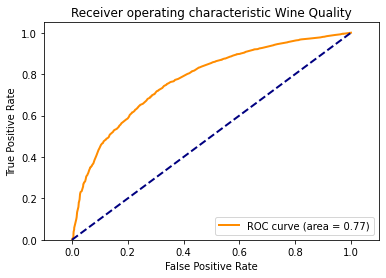 Receiver operating characteristic Wine Quality
True Positive Rate
1.0
0.8
0.6
0.4
0.2
0.0
ROC curve (area = 0.77)
0.0 0.2 0.4 0.6 0.8 1.0
False Positive Rate